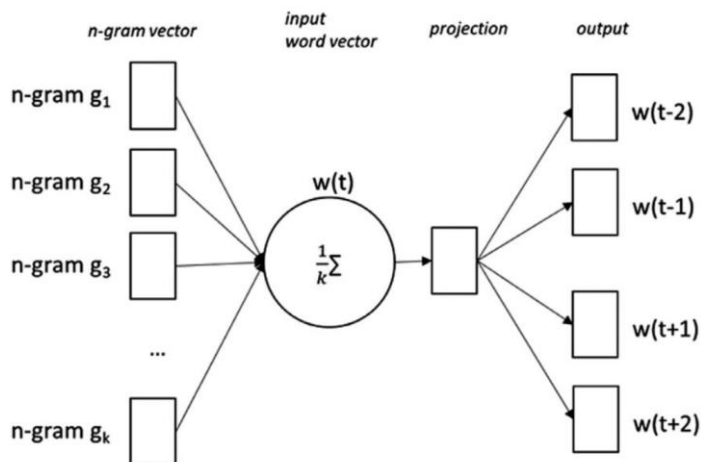 n-gram vector
input
word vector
projection
output
n-gram g1
n-gram g2
n-gram g3
...
n-gram gk
w(t)
1/k Σ
w(t-2)
w(t-1)
w(t+1)
w(t+2)